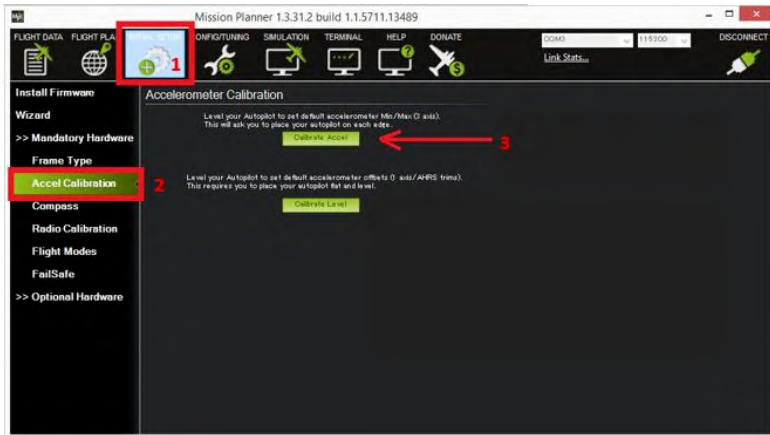 Mission Planner 1.3.31.2 build 1.1.5711.13489
FLIGHT DATA FLIGHT PLA INITIAL SETUP ONFIG/TUNING SIMULATION TERMINAL HELP DONATE COM3 115200 DISCONNECT
Link Stats...
1
Install Firmware
Wizard
>> Mandatory Hardware
Frame Type
Accel Calibration
Compass
Radio Calibration
Flight Modes
FailSafe
>> Optional Hardware
2
Accelerometer Calibration
Level your Autopilot to set default accelerometer Min/Max (3 axis).
This will ask you to place your autopilot on each edge.
Calibrate Accel
3
Level your Autopilot to set default accelerometer offsets (1 axis/AHRS trims).
This requires you to place your autopilot flat and level.
Calibrate Level